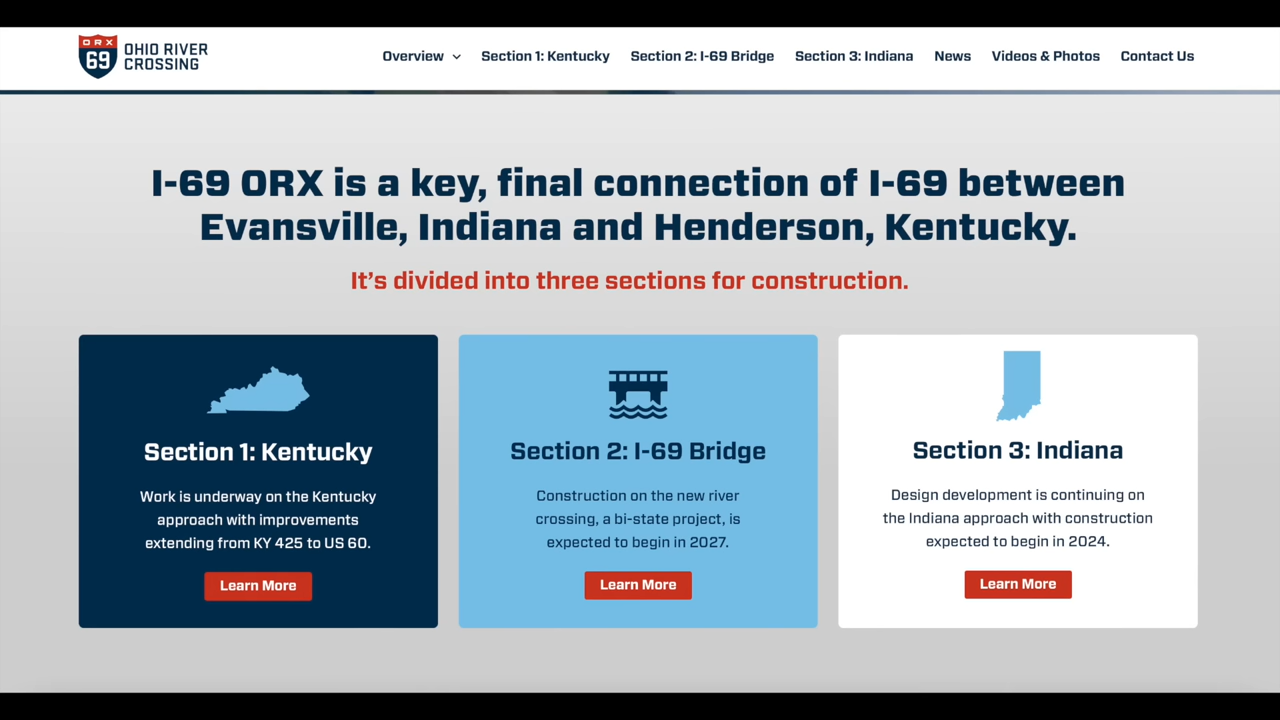 ORX
69
OHIO RIVER
CROSSING
Overview
Section 1: Kentucky
Section 2: I-69 Bridge
Section 3: Indiana
News
Videos & Photos
Contact Us
I-69 ORX is a key, final connection of I-69 between
Evansville, Indiana and Henderson, Kentucky.
It's divided into three sections for construction.
Section 1: Kentucky
Work is underway on the Kentucky
approach with improvements
extending from KY 425 to US 60.
Learn More
Section 2: I-69 Bridge
Construction on the new river
crossing, a bi-state project, is
expected to begin in 2027.
Learn More
Section 3: Indiana
Design development is continuing on
the Indiana approach with construction
expected to begin in 2024.
Learn More